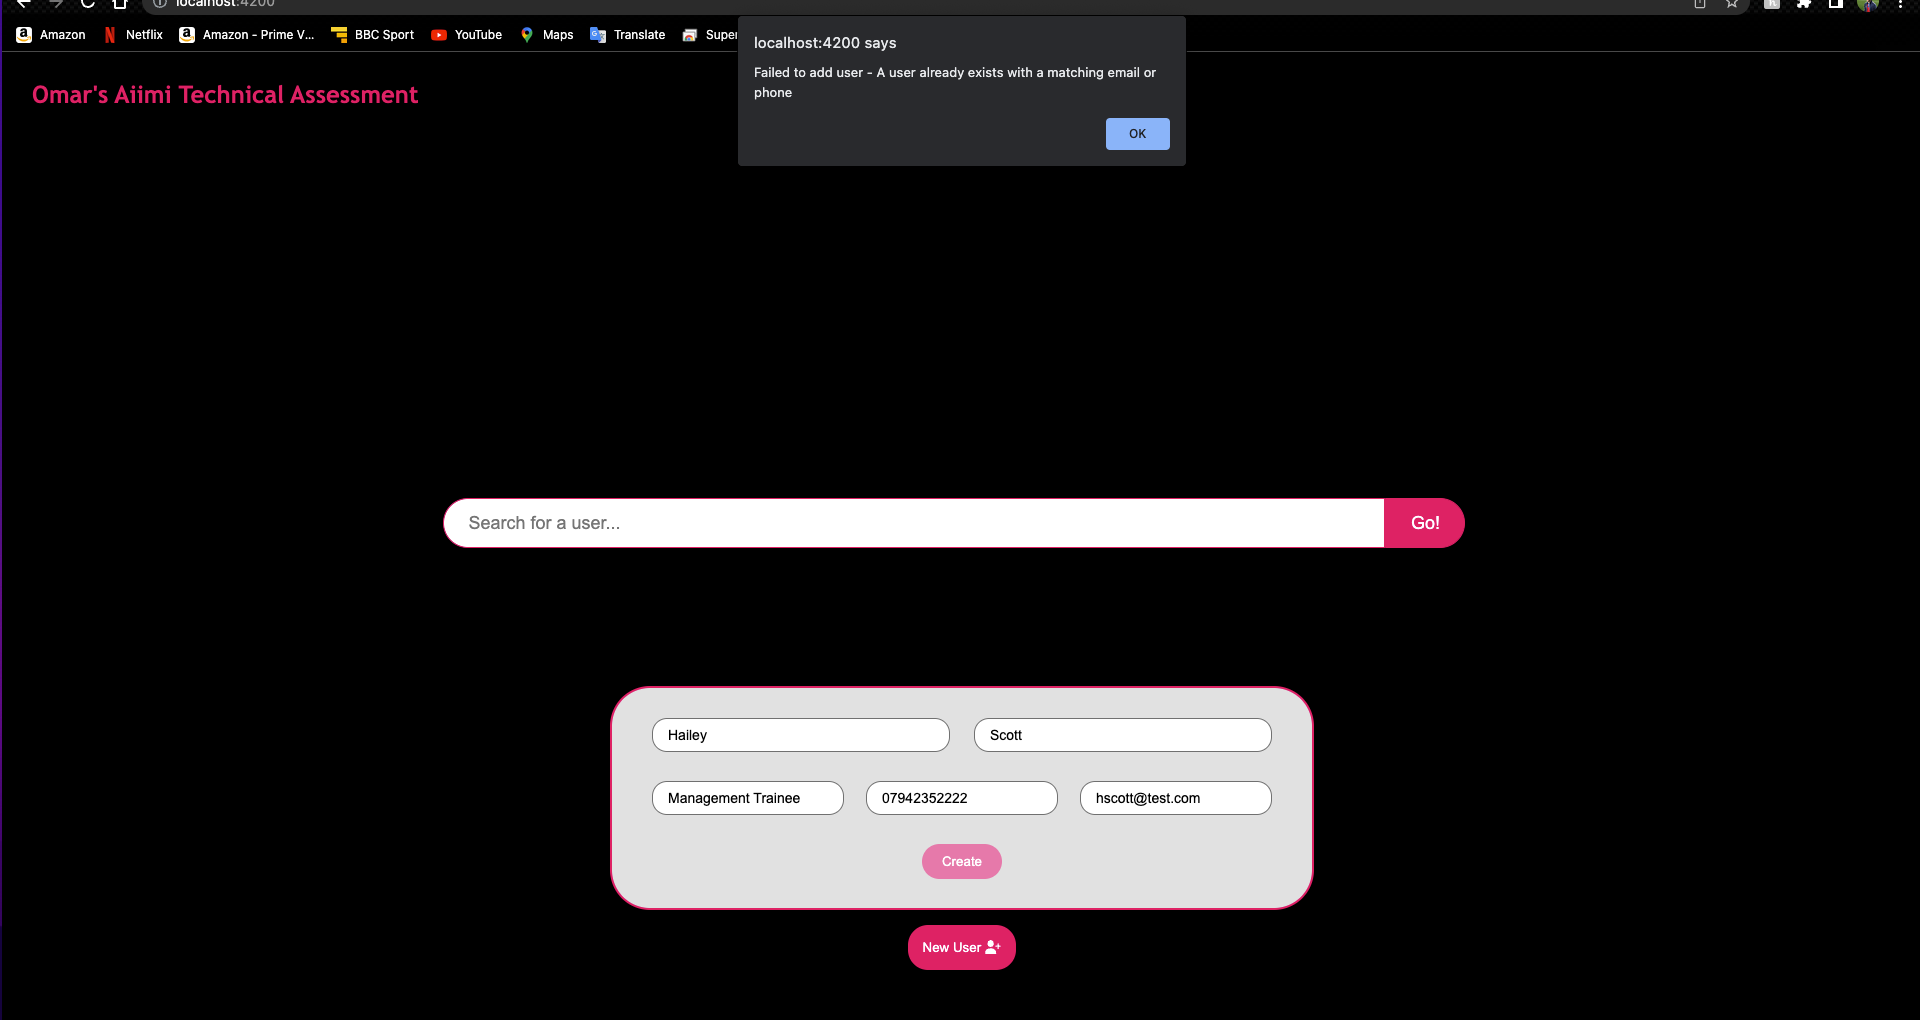 localhost:4200
Amazon Netflix Amazon - Prime V... BBC Sport YouTube Maps Translate Super
localhost:4200 says
Failed to add user - A user already exists with a matching email or
phone
OK
Omar's Aiimi Technical Assessment
Search for a user... Go!
Hailey Scott
Management Trainee 07942352222 hscott@test.com
Create
New User